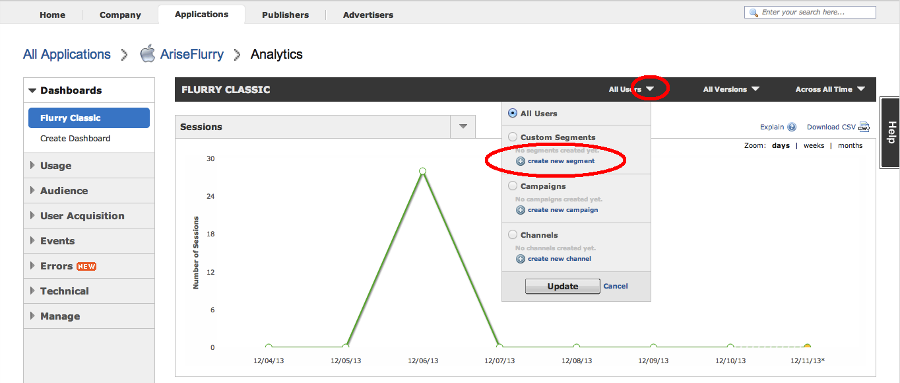 Home Company Applications Publishers Advertisers Enter your search here...
All Applications AriseFlurry Analytics
Dashboards
Flurry Classic
Create Dashboard
Usage
Audience
User Acquisition
Events
Errors NEW
Technical
Manage
FLURRY CLASSIC All Users All Versions Across All Time
Sessions
Explain Download CSV
Zoom: days | weeks | months
All Users
Custom Segments
No segments created yet.
create new segment
Campaigns
No campaigns created yet.
create new campaign
Channels
No channels created yet.
create new channel
Update Cancel
Number of Sessions
30
24
18
12
6
0
12/04/13 12/05/13 12/06/13 12/07/13 12/08/13 12/09/13 12/10/13 12/11/13*
Help